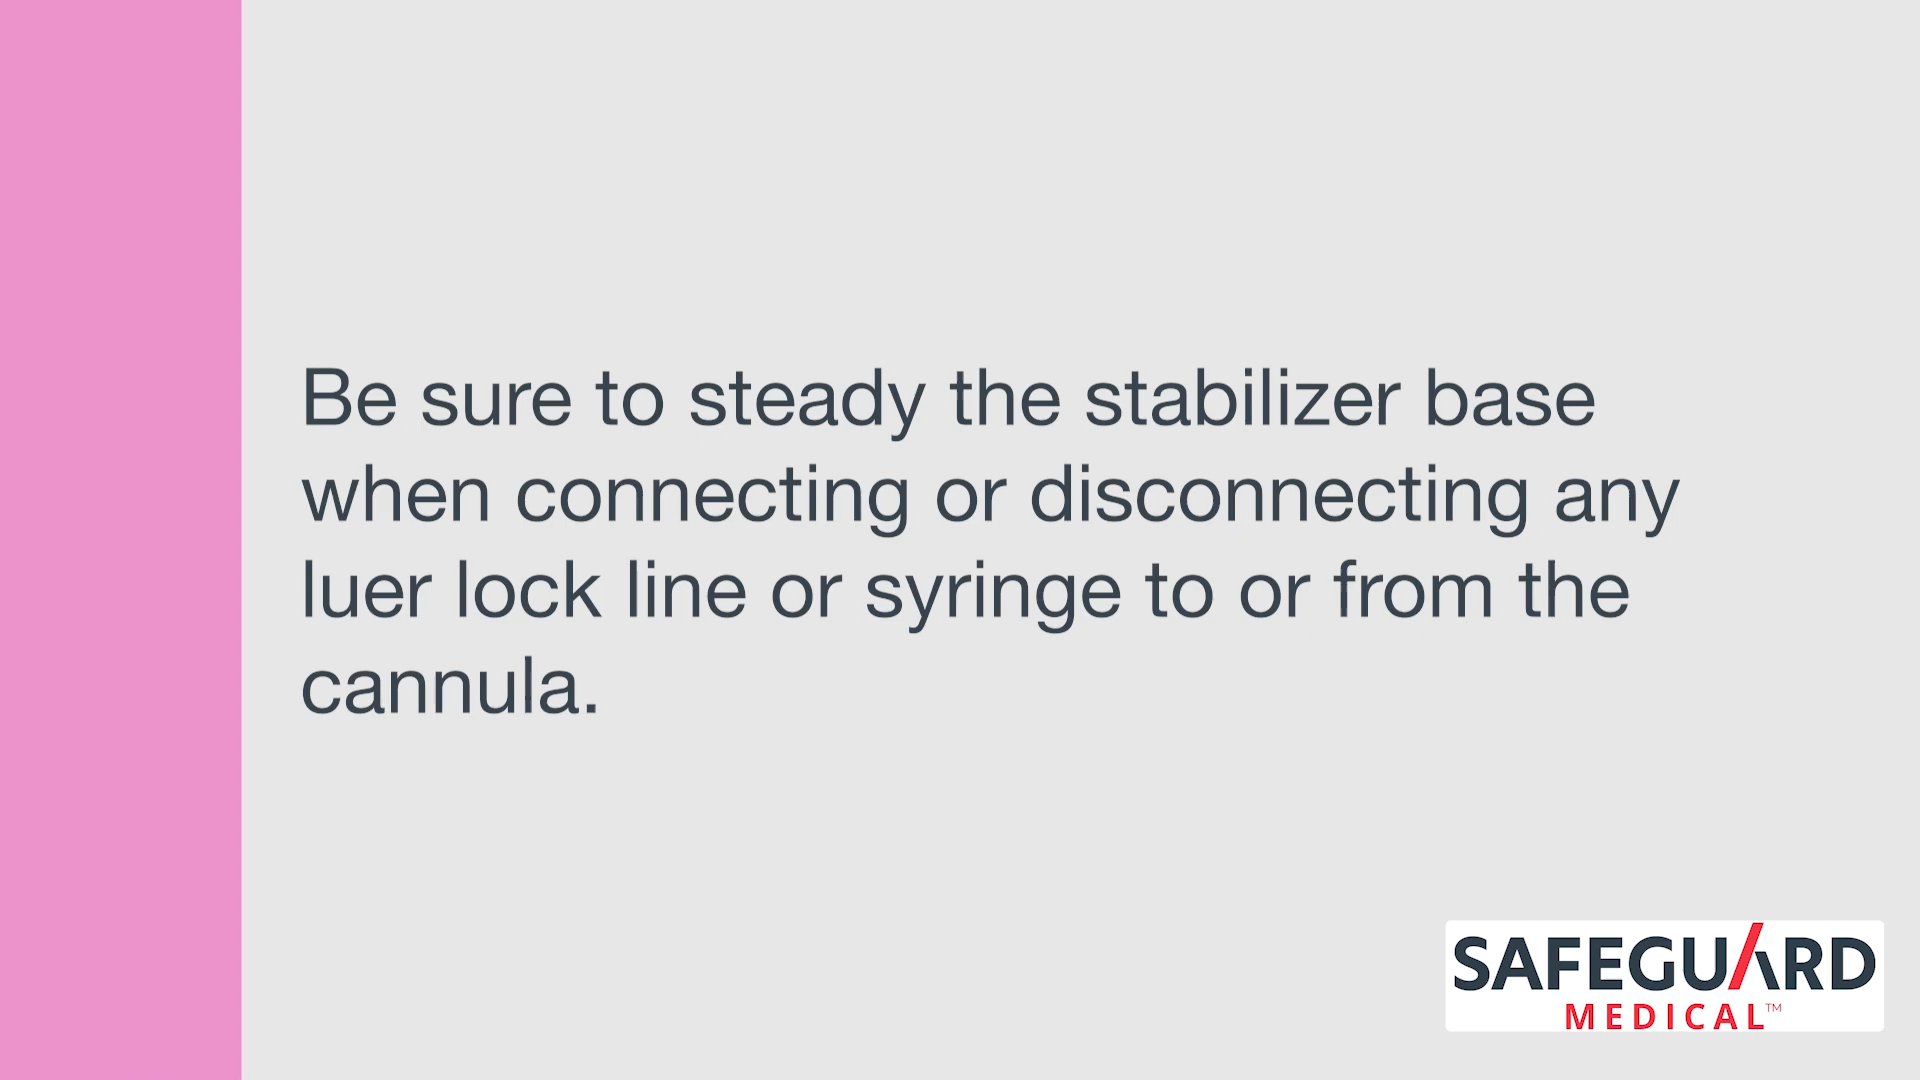 Be sure to steady the stabilizer base
when connecting or disconnecting any
luer lock line or syringe to or from the
cannula.
SAFEGUARD
MEDICAL™